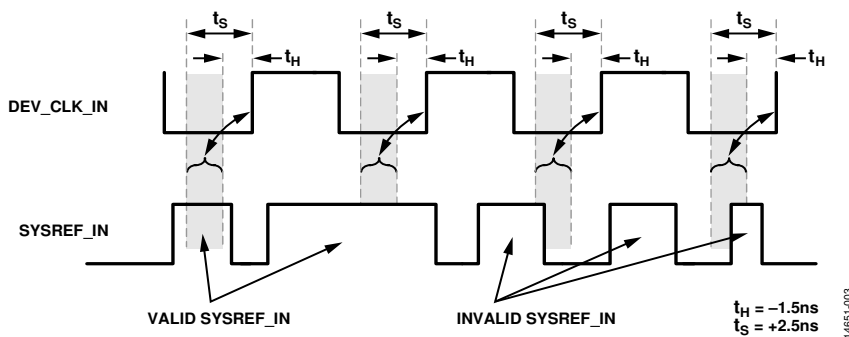 tS tS tS tS
tH tH tH tH
DEV_CLK_IN
SYSREF_IN
VALID SYSREF_IN INVALID SYSREF_IN
tH = –1.5ns
tS = +2.5ns
14651-003